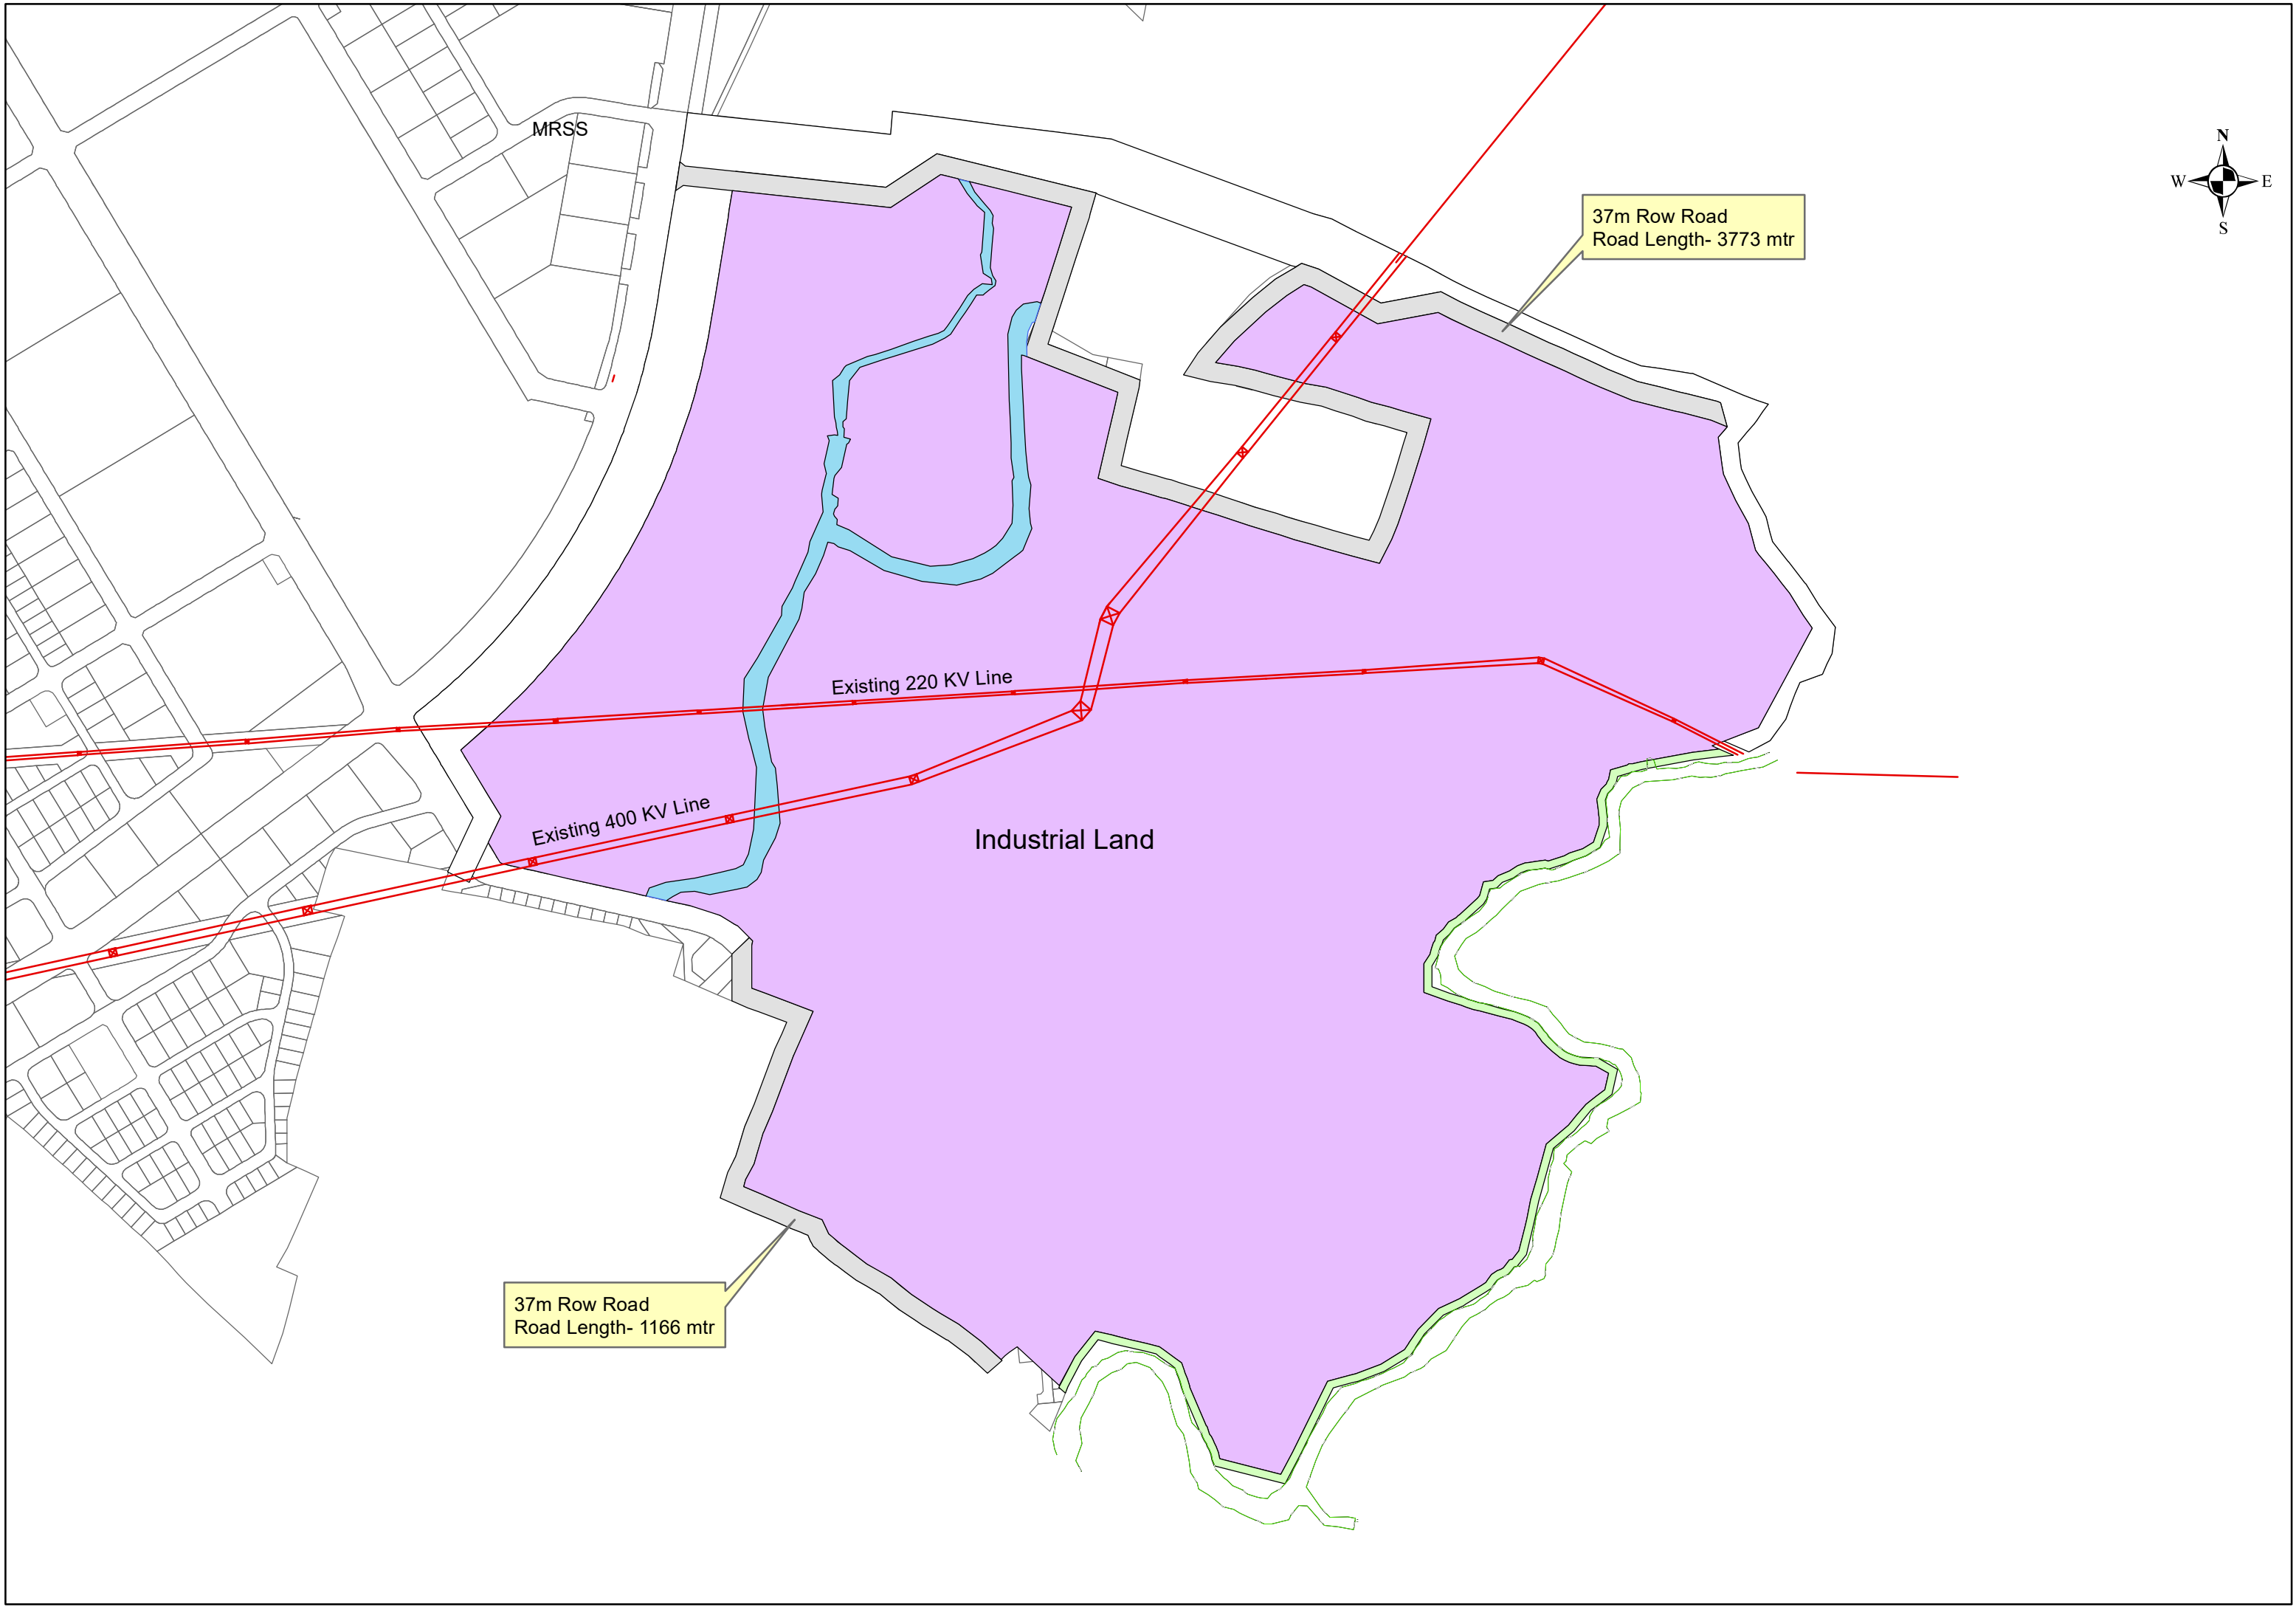 MRSS
N
W
E
S
37m Row Road
Road Length- 3773 mtr
Existing 220 KV Line
Existing 400 KV Line
Industrial Land
37m Row Road
Road Length- 1166 mtr